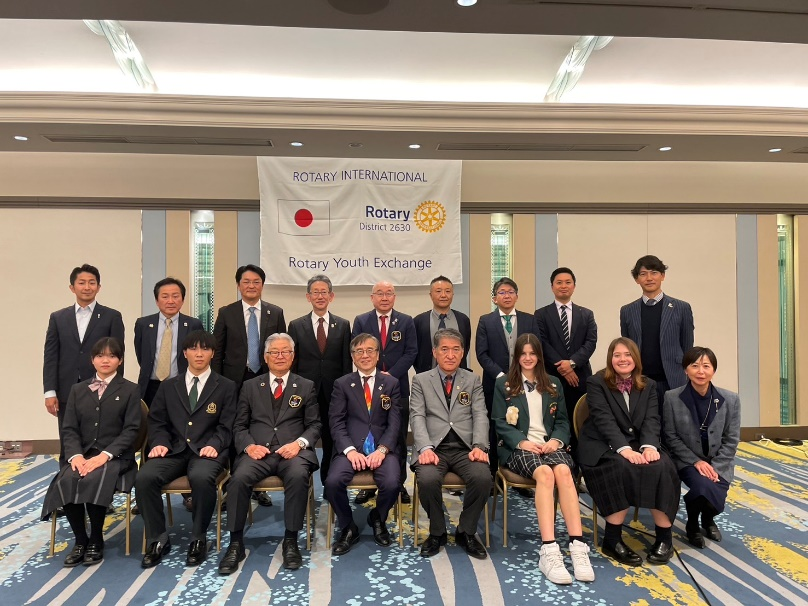 ROTARY INTERNATIONAL
Rotary
District 2630
Rotary Youth Exchange